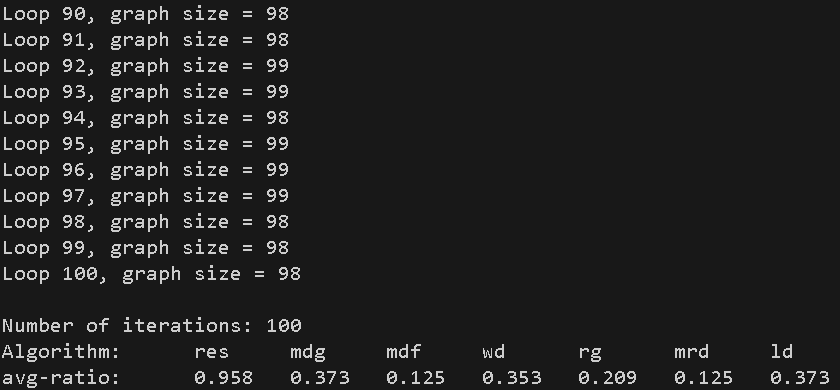 Loop 90, graph size = 98
Loop 91, graph size = 98
Loop 92, graph size = 99
Loop 93, graph size = 99
Loop 94, graph size = 98
Loop 95, graph size = 99
Loop 96, graph size = 99
Loop 97, graph size = 99
Loop 98, graph size = 98
Loop 99, graph size = 98
Loop 100, graph size = 98
Number of iterations: 100
Algorithm: res mdg mdf wd rg mrd ld
avg-ratio: 0.958 0.373 0.125 0.353 0.209 0.125 0.373